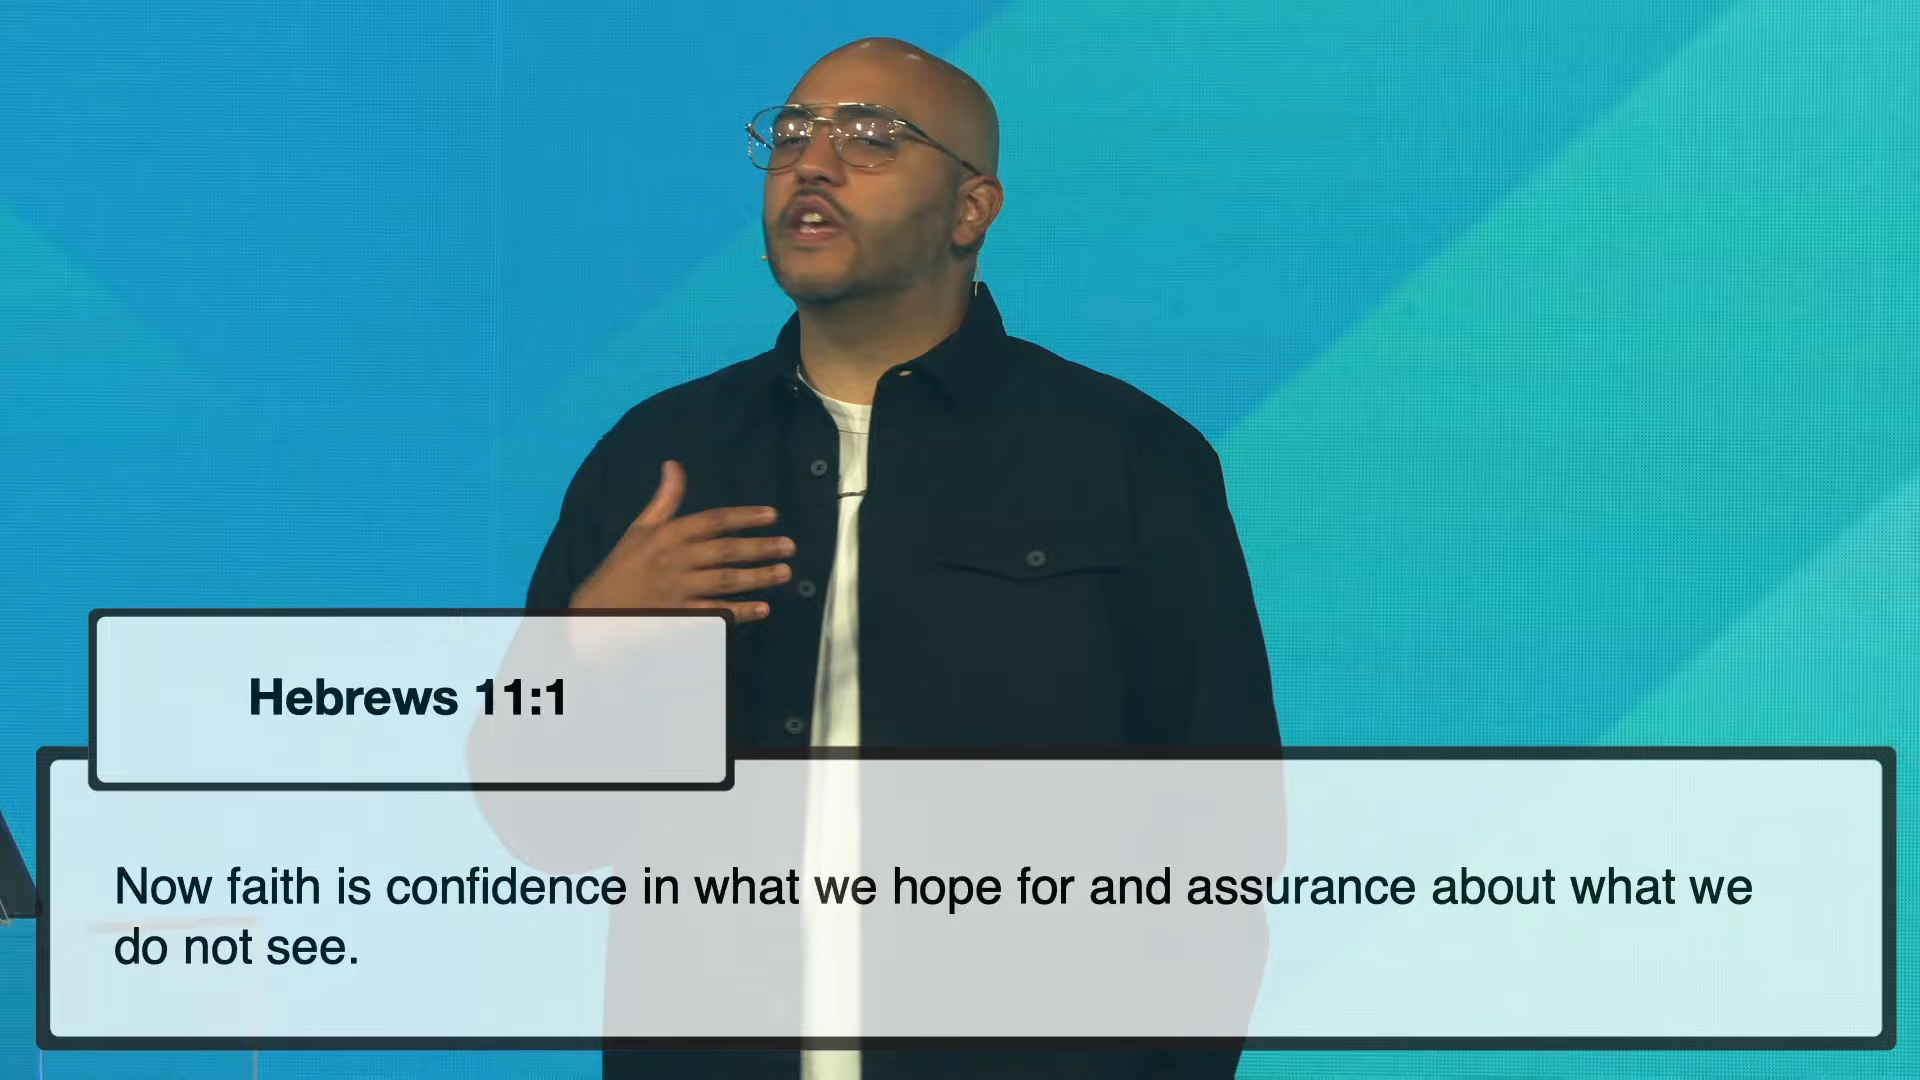 Hebrews 11:1
Now faith is confidence in what we hope for and assurance about what we
do not see.